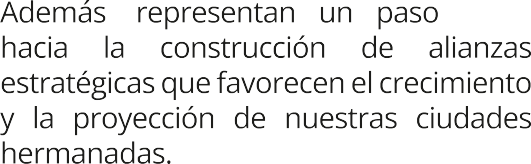 Además representan un paso
hacia la construcción de alianzas
estratégicas que favorecen el crecimiento
y la proyección de nuestras ciudades
hermanadas.